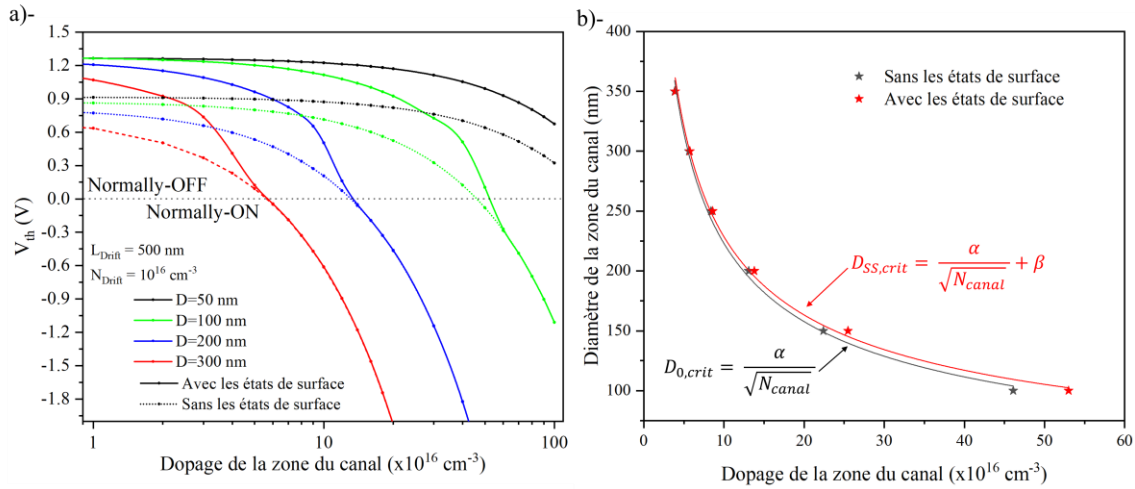 a)-
1.5
1.2
0.9
0.6
0.3
0.0
-0.3
-0.6
-0.9
-1.2
-1.5
-1.8
V_th (V)
Normally-OFF
Normally-ON
L_Drift = 500 nm
N_Drift = 10^16 cm^-3
D=50 nm
D=100 nm
D=200 nm
D=300 nm
Avec les états de surface
Sans les états de surface
1 10 100
Dopage de la zone du canal (x10^16 cm^-3)
b)-
400
350
300
250
200
150
100
50
Diamètre de la zone du canal (nm)
Sans les états de surface
Avec les états de surface
D_SS,crit = α / √N_canal + β
D_0,crit = α / √N_canal
0 10 20 30 40 50 60
Dopage de la zone du canal (x10^16 cm^-3)